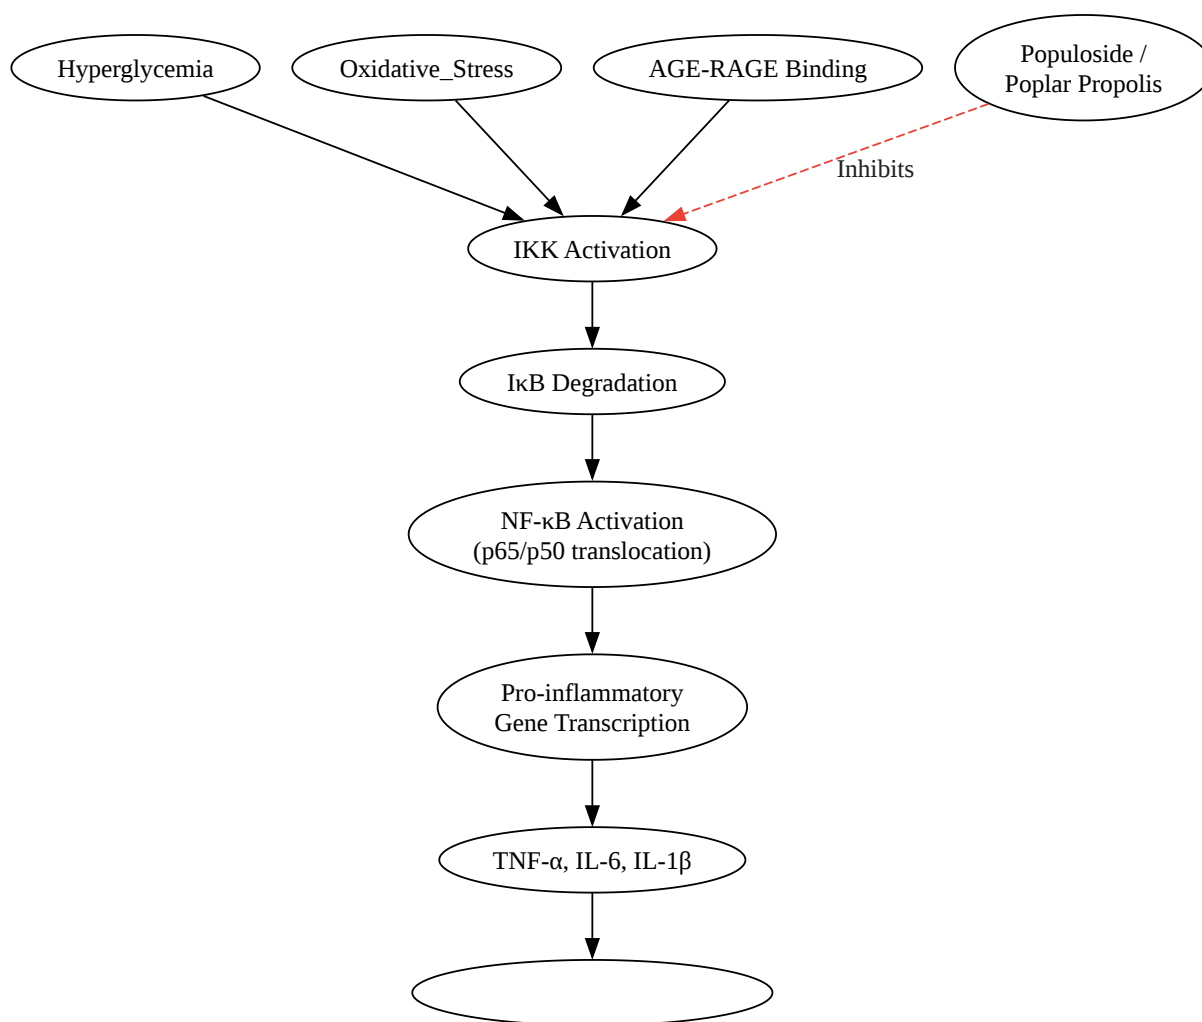 Hyperglycemia
Oxidative_Stress
AGE-RAGE Binding
Populoside /
Poplar Propolis
Inhibits
IKK Activation
IκB Degradation
NF-κB Activation
(p65/p50 translocation)
Pro-inflammatory
Gene Transcription
TNF-α, IL-6, IL-1β